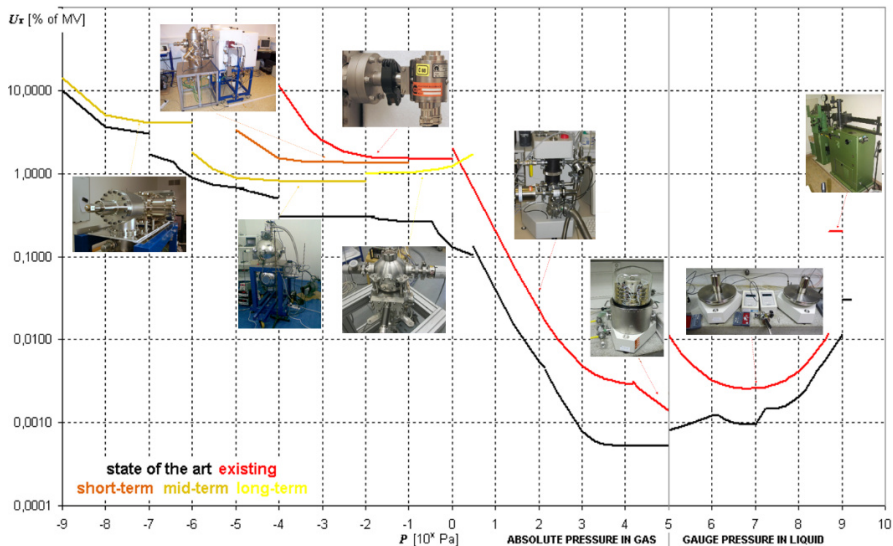 Ur [% of MV]
10,0000
1,0000
0,1000
0,0100
0,0010
0,0001
state of the art existing
short-term mid-term long-term
-9 -8 -7 -6 -5 -4 -3 -2 -1 0 1 2 3 4 5 6 7 8 9 10
P [10ˣ Pa] ABSOLUTE PRESSURE IN GAS GAUGE PRESSURE IN LIQUID